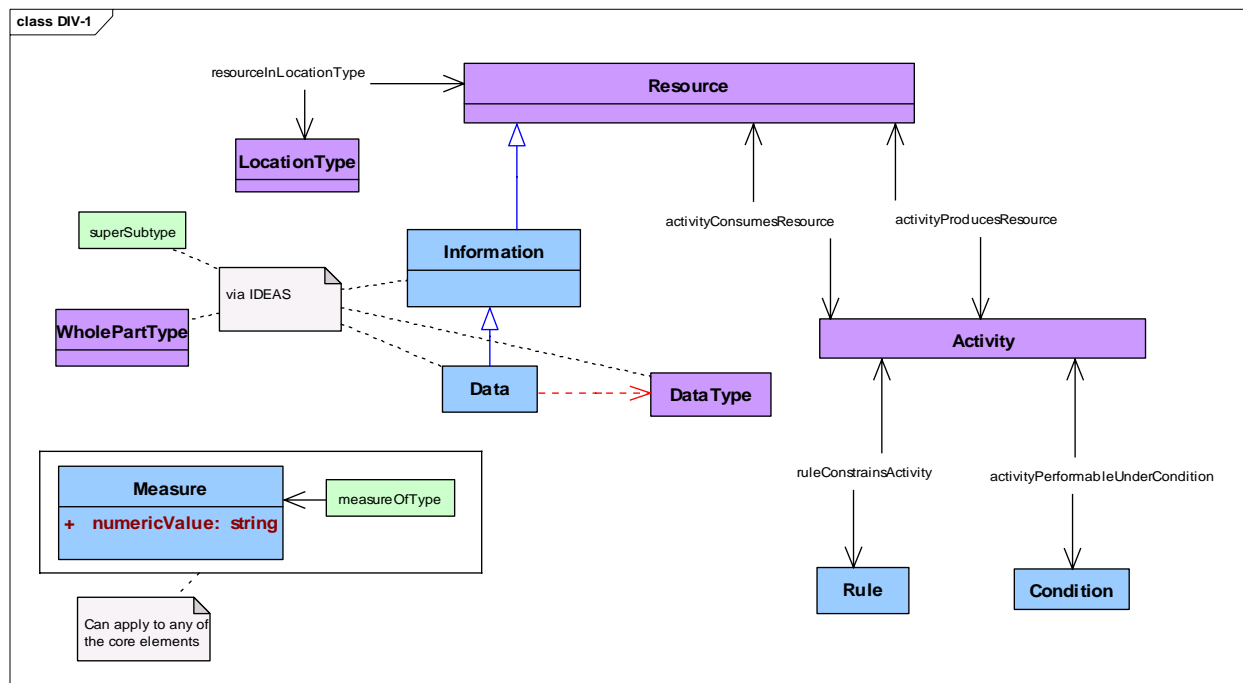 class DIV-1
resourceInLocationType
Resource
LocationType
superSubtype
activityConsumesResource
activityProducesResource
Information
via IDEAS
WholePartType
Activity
Data
DataType
ruleConstrainsActivity
activityPerformableUnderCondition
Measure
measureOfType
+ numericValue: string
Rule
Condition
Can apply to any of
the core elements